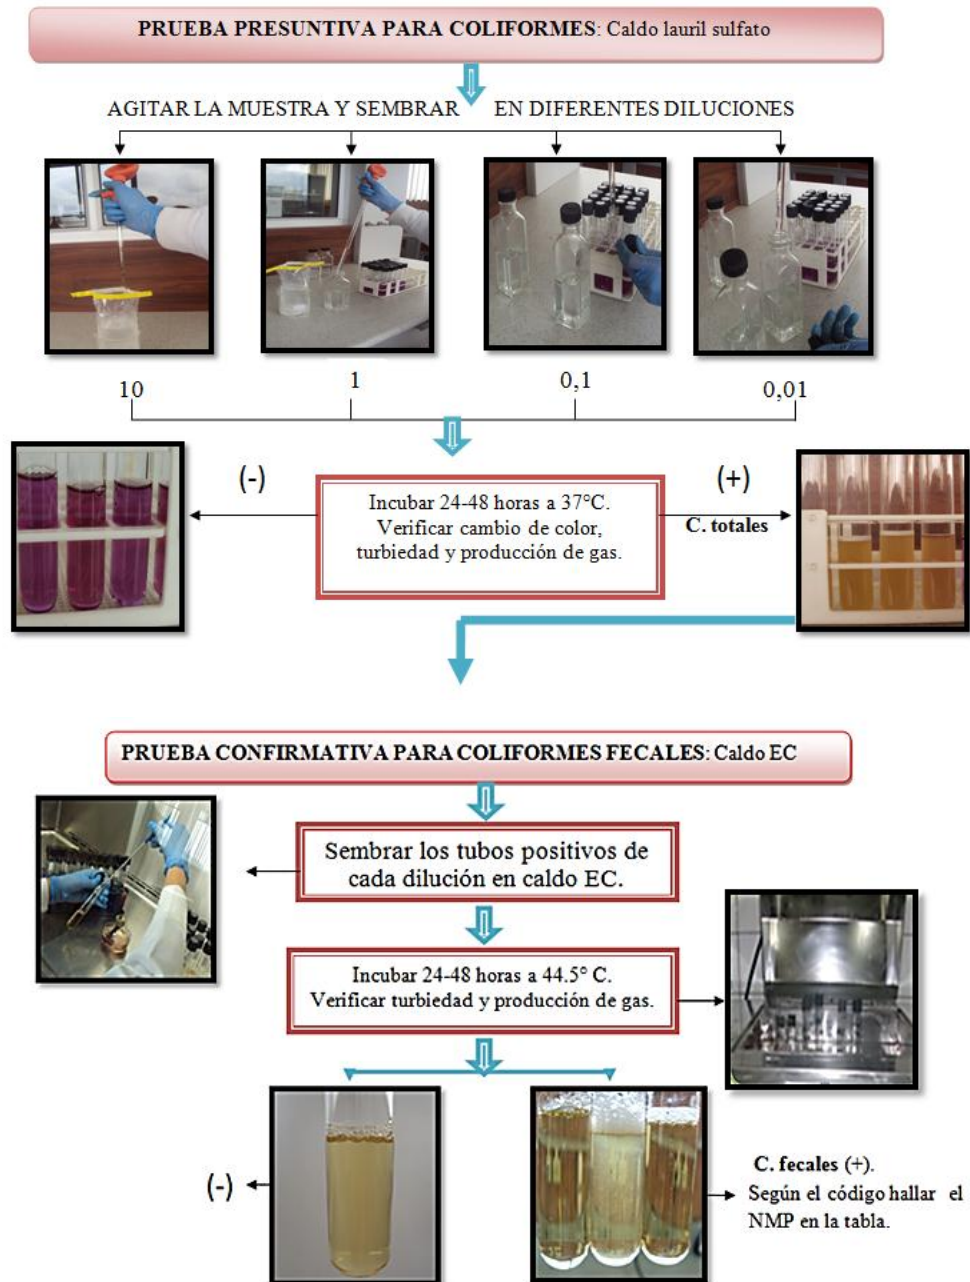 PRUEBA PRESUNTIVA PARA COLIFORMES: Caldo lauril sulfato
AGITAR LA MUESTRA Y SEMBRAR EN DIFERENTES DILUCIONES
10
1
0,1
0,01
(-)
Incubar 24-48 horas a 37°C.
Verificar cambio de color,
turbiedad y producción de gas.
(+)
C. totales
PRUEBA CONFIRMATIVA PARA COLIFORMES FECALES: Caldo EC
Sembrar los tubos positivos de
cada dilución en caldo EC.
Incubar 24-48 horas a 44.5° C.
Verificar turbiedad y producción de gas.
(-)
C. fecales (+).
Según el código hallar el
NMP en la tabla.